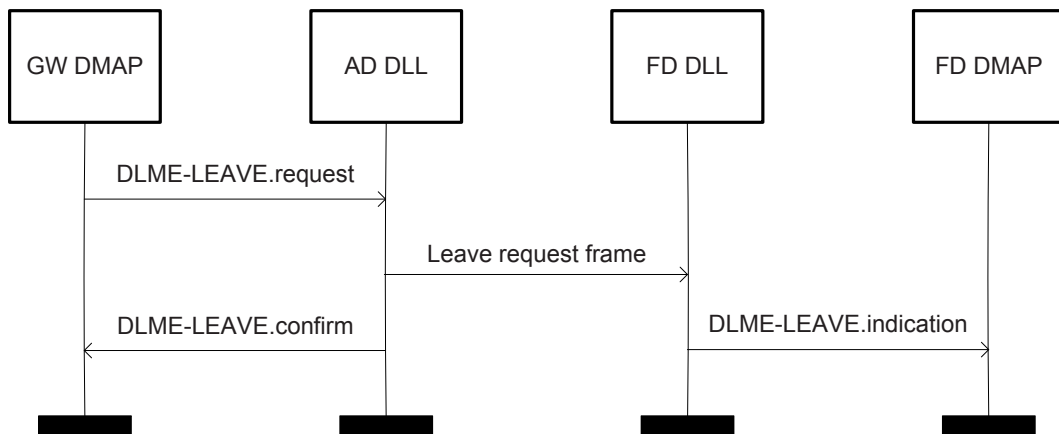 GW DMAP
AD DLL
FD DLL
FD DMAP
DLME-LEAVE.request
Leave request frame
DLME-LEAVE.confirm
DLME-LEAVE.indication